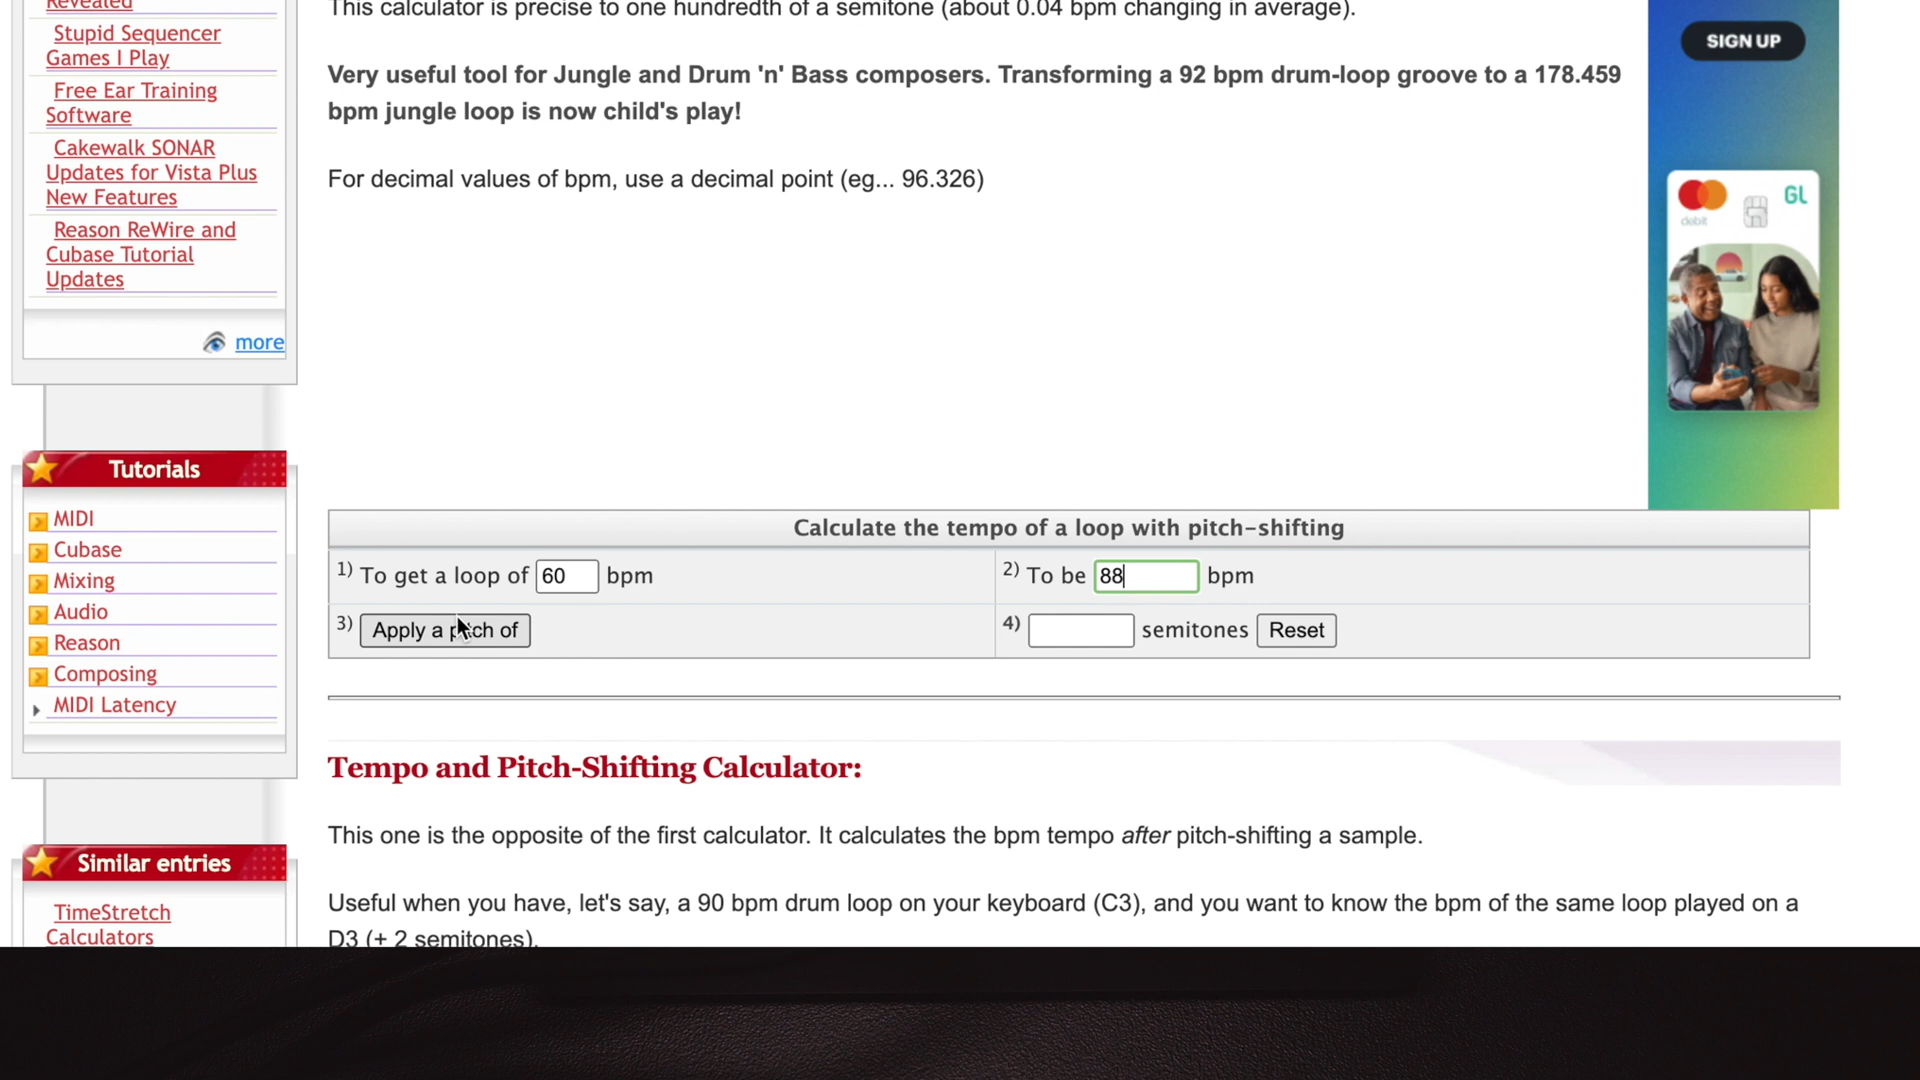 Revealed
Stupid Sequencer
Games I Play
Free Ear Training
Software
Cakewalk SONAR
Updates for Vista Plus
New Features
Reason ReWire and
Cubase Tutorial
Updates
more
Tutorials
MIDI
Cubase
Mixing
Audio
Reason
Composing
MIDI Latency
Similar entries
TimeStretch
Calculators
This calculator is precise to one hundredth of a semitone (about 0.04 bpm changing in average).
Very useful tool for Jungle and Drum 'n' Bass composers. Transforming a 92 bpm drum-loop groove to a 178.459
bpm jungle loop is now child's play!
For decimal values of bpm, use a decimal point (eg... 96.326)
Calculate the tempo of a loop with pitch-shifting
1) To get a loop of 60 bpm
2) To be 88 bpm
3) Apply a pitch of
4) semitones Reset
Tempo and Pitch-Shifting Calculator:
This one is the opposite of the first calculator. It calculates the bpm tempo after pitch-shifting a sample.
Useful when you have, let's say, a 90 bpm drum loop on your keyboard (C3), and you want to know the bpm of the same loop played on a
D3 (+ 2 semitones).
SIGN UP
debit
GL